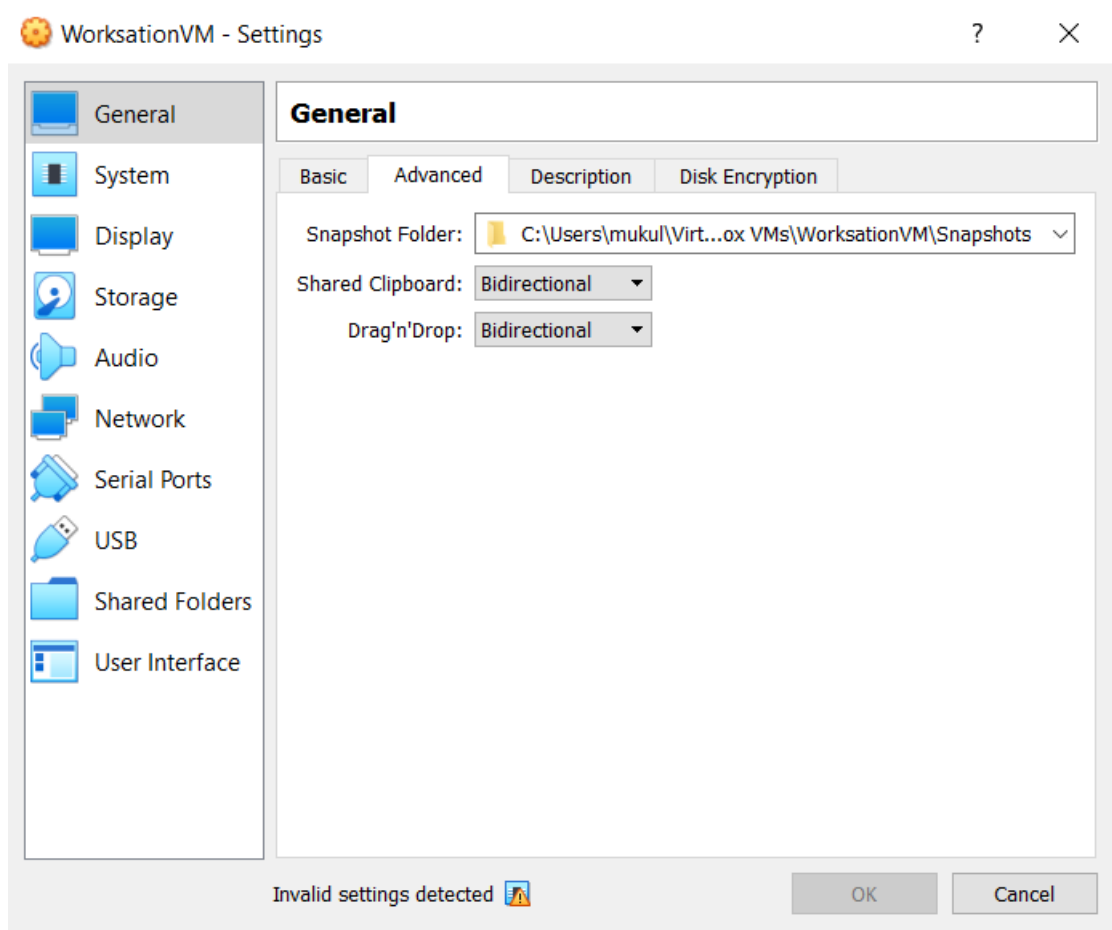 WorksationVM - Settings
?
General
System
Display
Storage
Audio
Network
Serial Ports
USB
Shared Folders
User Interface
General
Basic Advanced Description Disk Encryption
Snapshot Folder: C:\Users\mukul\Virt...ox VMs\WorksationVM\Snapshots
Shared Clipboard: Bidirectional
Drag'n'Drop: Bidirectional
Invalid settings detected
OK Cancel